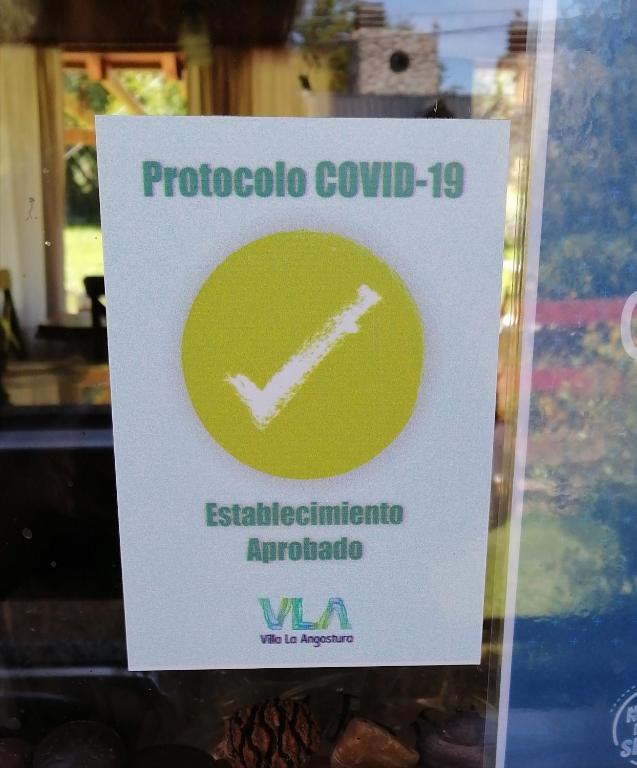 Protocolo COVID-19
Establecimiento
Aprobado
VLA
Villa La Angostura